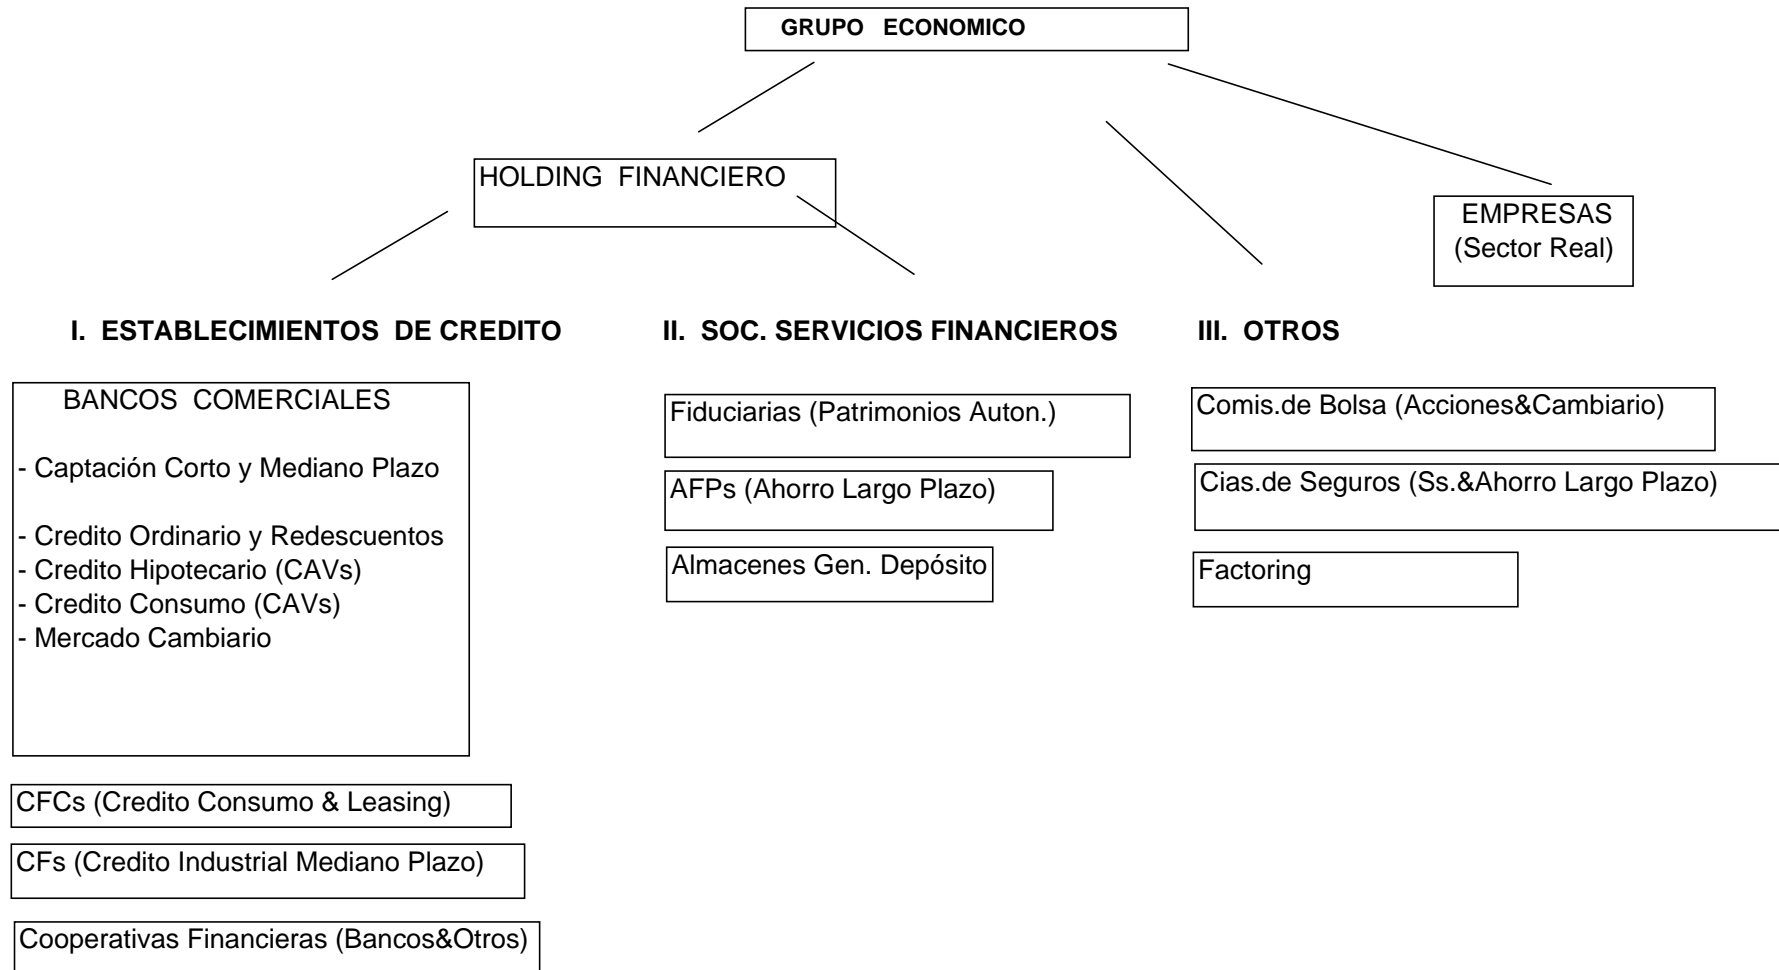 GRUPO ECONOMICO
HOLDING FINANCIERO
EMPRESAS
(Sector Real)
I. ESTABLECIMIENTOS DE CREDITO
II. SOC. SERVICIOS FINANCIEROS
III. OTROS
BANCOS COMERCIALES
- Captación Corto y Mediano Plazo
- Credito Ordinario y Redescuentos
- Credito Hipotecario (CAVs)
- Credito Consumo (CAVs)
- Mercado Cambiario
CFCs (Credito Consumo & Leasing)
CFs (Credito Industrial Mediano Plazo)
Cooperativas Financieras (Bancos&Otros)
Fiduciarias (Patrimonios Auton.)
AFPs (Ahorro Largo Plazo)
Almacenes Gen. Depósito
Comis.de Bolsa (Acciones&Cambiario)
Cias.de Seguros (Ss.&Ahorro Largo Plazo)
Factoring